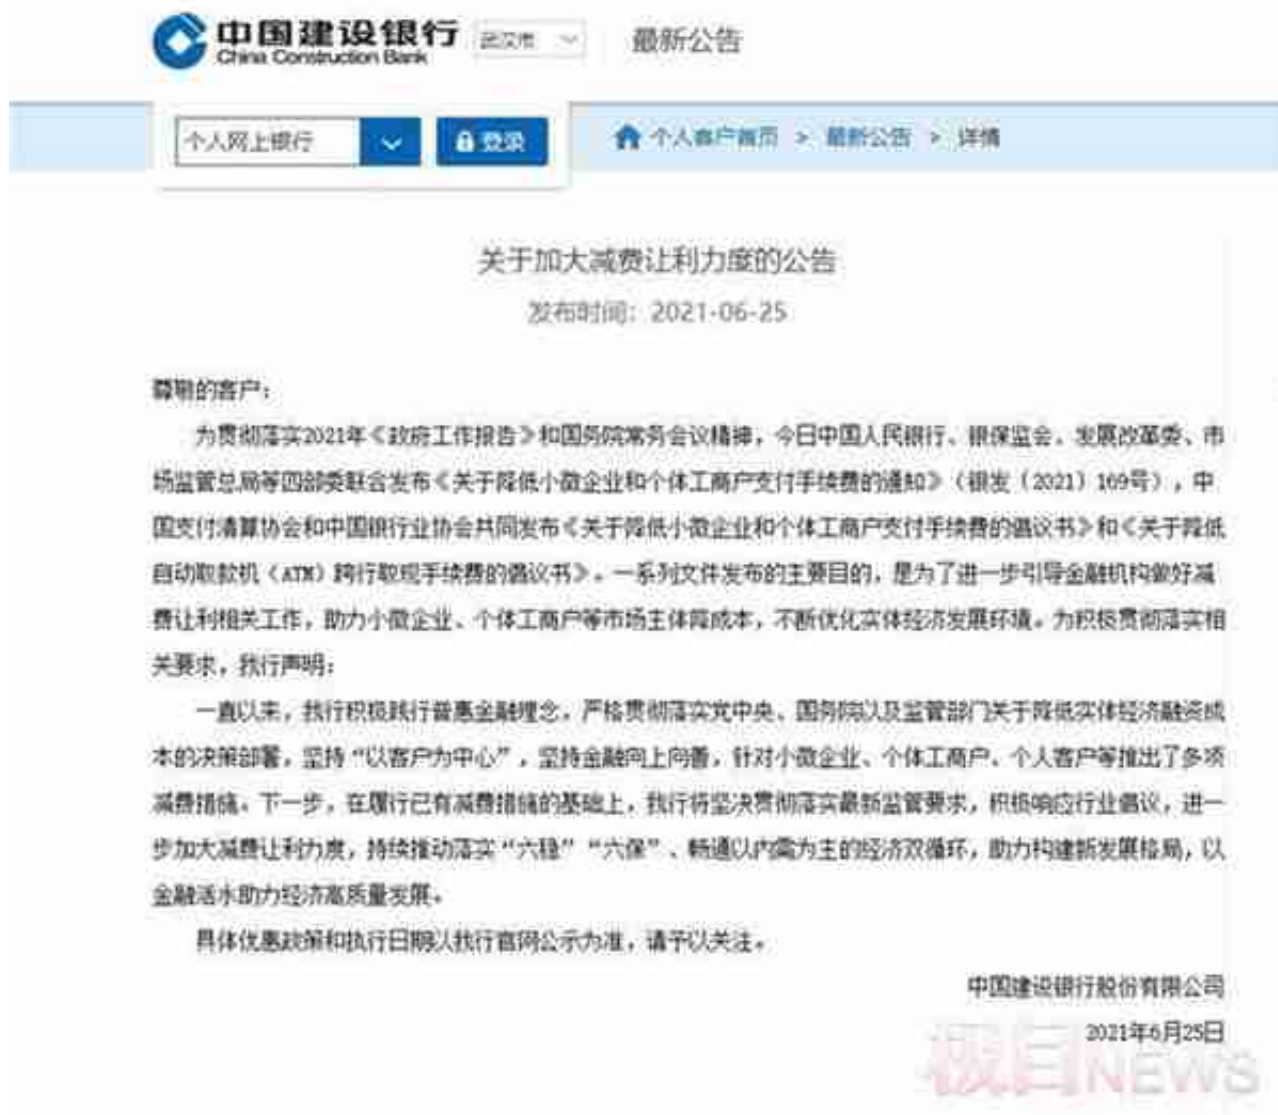 中国建设银行
China Construction Bank
武汉市
最新公告
个人网上银行
登录
个人客户首页 > 最新公告 > 详情
关于加大减费让利力度的公告
发布时间：2021-06-25
尊敬的客户：
为贯彻落实2021年《政府工作报告》和国务院常务会议精神，今日中国人民银行、银保监会、发展改革委、市
场监管总局等四部委联合发布《关于降低小微企业和个体工商户支付手续费的通知》（银发（2021）169号），中
国支付清算协会和中国银行业协会共同发布《关于降低小微企业和个体工商户支付手续费的倡议书》和《关于降低
自动取款机（ATM）跨行取现手续费的倡议书》。一系列文件发布的主要目的，是为了进一步引导金融机构做好减
费让利相关工作，助力小微企业、个体工商户等市场主体降成本，不断优化实体经济发展环境。为积极贯彻落实相
关要求，我行声明：
一直以来，我行积极践行普惠金融理念，严格贯彻落实党中央、国务院以及监管部门关于降低实体经济融资成
本的决策部署，坚持“以客户为中心”，坚持金融向上向善，针对小微企业、个体工商户、个人客户等推出了多项
减费措施。下一步，在履行已有减费措施的基础上，我行将坚决贯彻落实最新监管要求，积极响应行业倡议，进一
步加大减费让利力度，持续推动落实“六稳”“六保”、畅通以内需为主的经济双循环，助力构建新发展格局，以
金融活水助力经济高质量发展。
具体优惠政策和执行日期以我行官网公示为准，请予以关注。
中国建设银行股份有限公司
2021年6月25日
极目NEWS